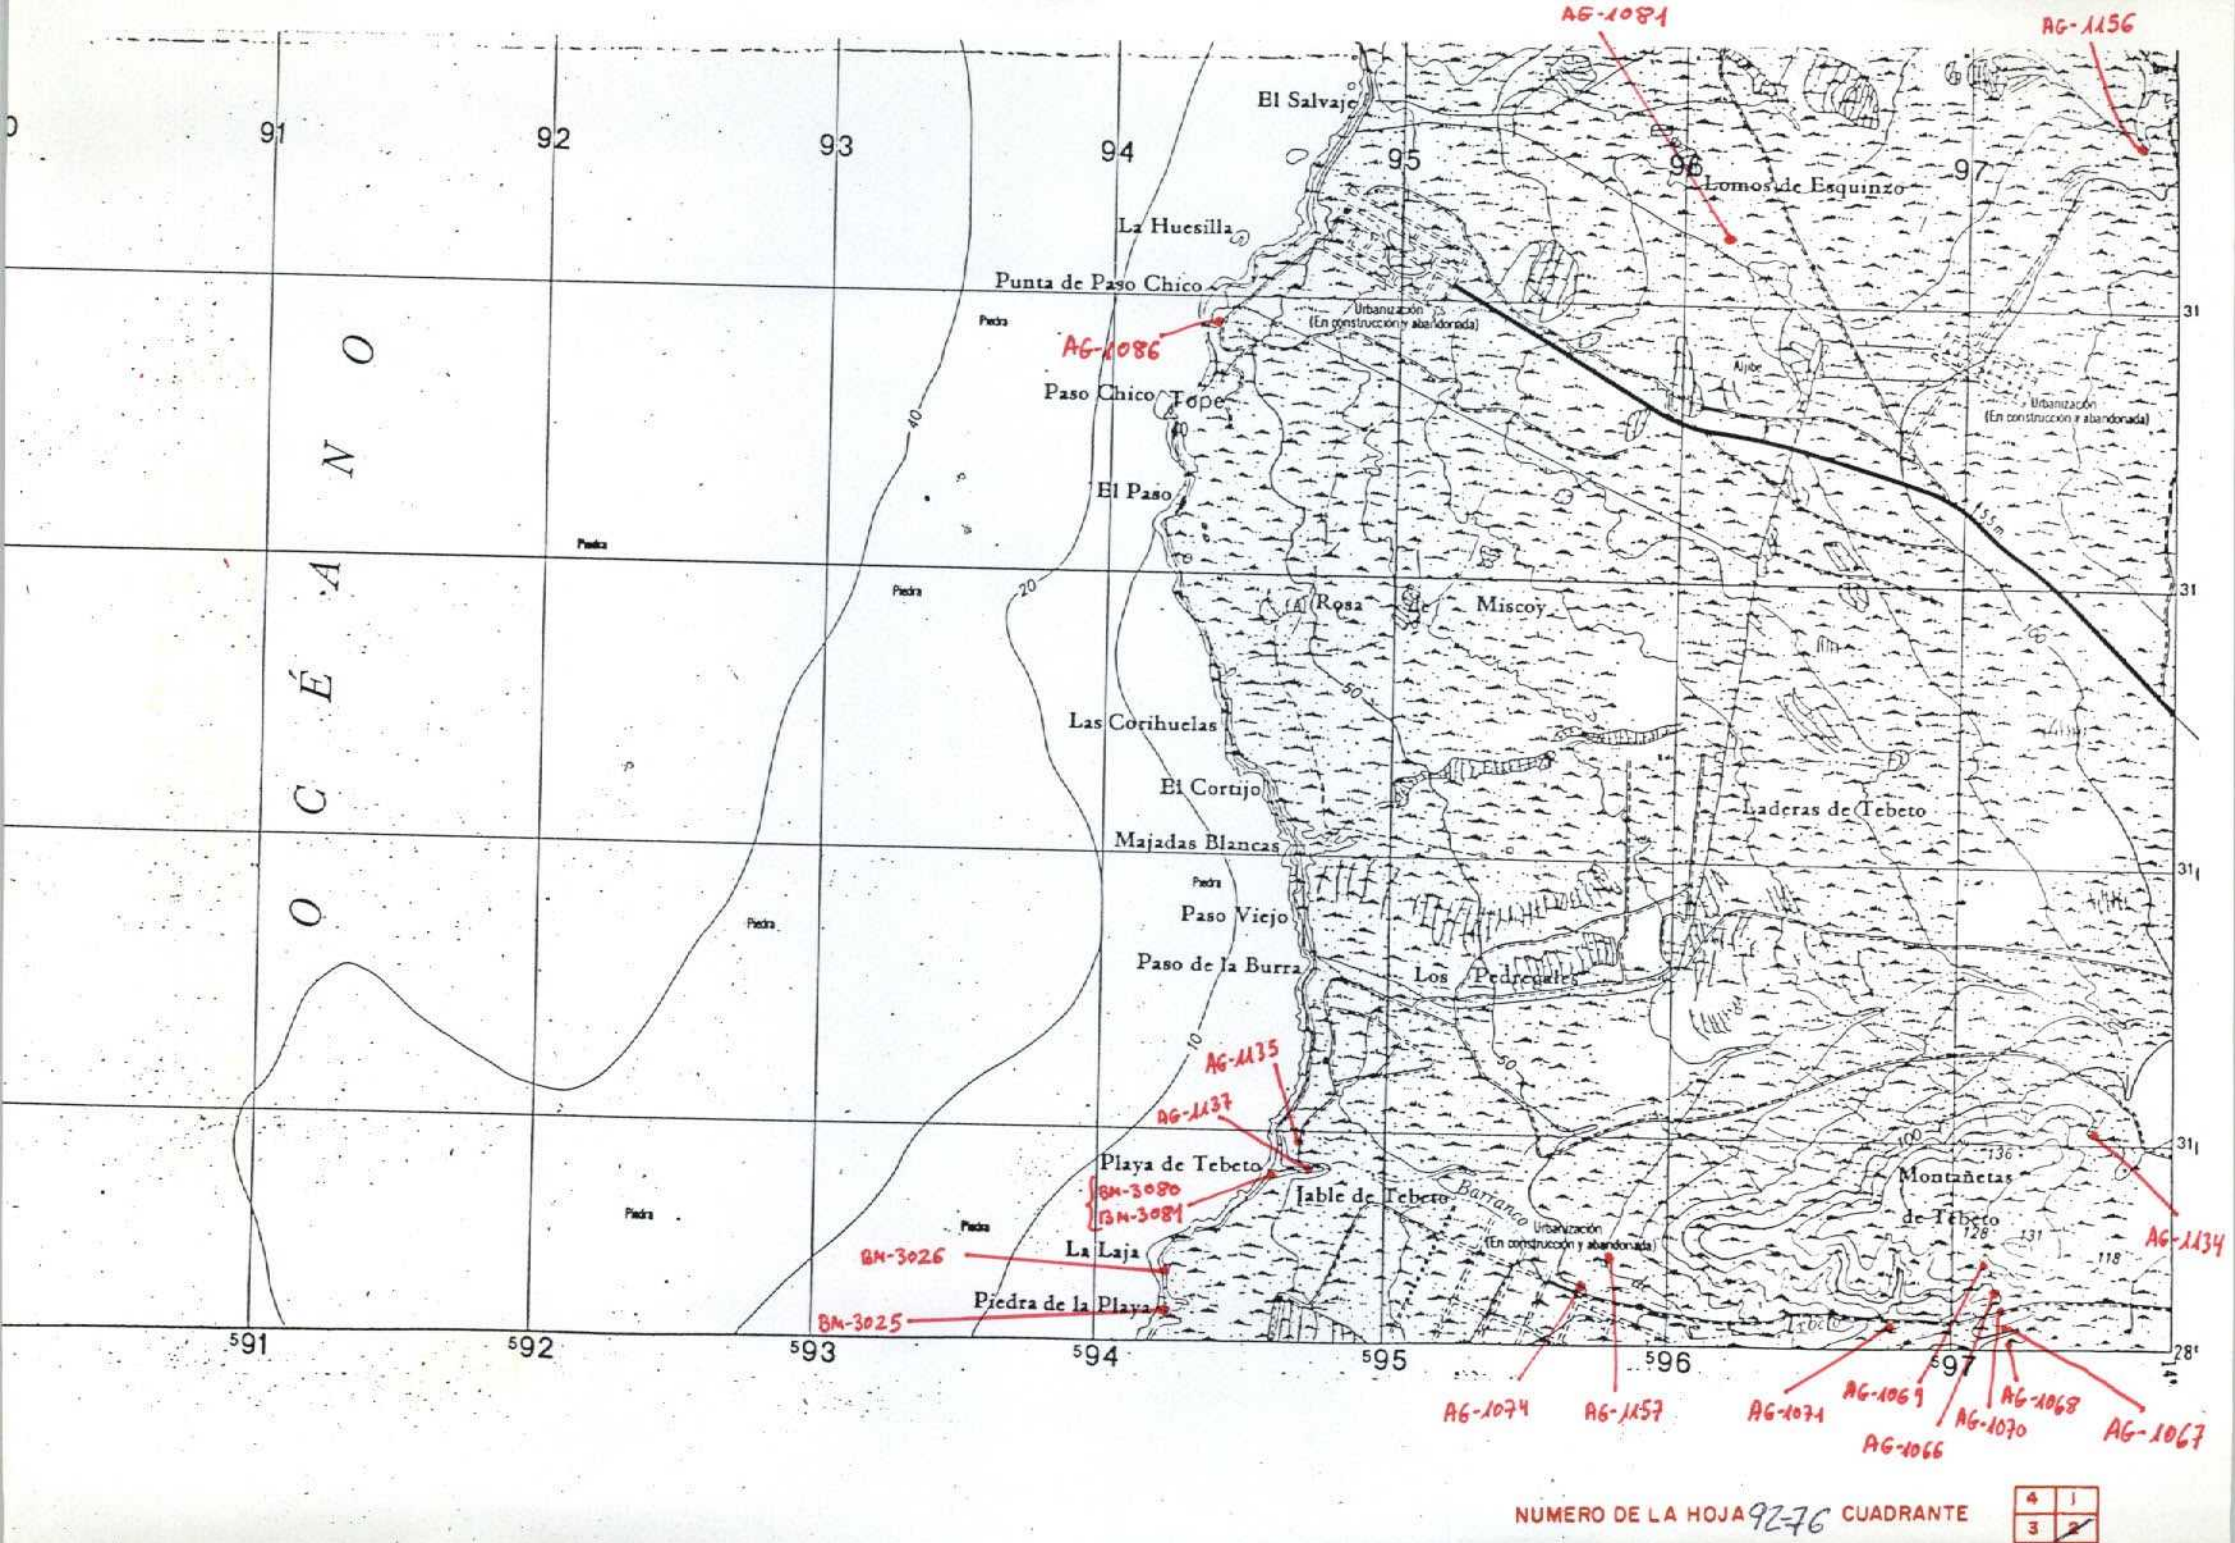 AG-1081
AG-1156
El Salvaje
91
92
93
94
95
96
97
Lomos de Esquinzo
La Huesilla
Punta de Paso Chico
31
Piedra
Urbanización
(En construcción y abandonada)
AG-1086
Aljibe
Paso Chico
Tope
40
40
Urbanización
(En construcción y abandonada)
El Paso
155m
Piedra
Piedra
20
31
Rosa de Miscoy
50
Las Corihuelas
El Cortijo
Laderas de Tebeto
Majadas Blancas
Piedra
OCÉANO
Paso Viejo
Piedra
Paso de la Burra
Los Pedregales
10
50
AG-1135
AG-1137
100
136
Playa de Tebeto
BM-3080
BM-3081
Jable de Tebeto
Barranco de Tebeto
Montañetas
de Tebeto
128
131
118
AG-1134
Piedra
Piedra
Urbanización
(En construcción y abandonada)
La Laja
BM-3026
Piedra de la Playa
BM-3025
591
592
593
594
595
596
597
28°
AG-1074
AG-1157
AG-1071
AG-1069
AG-1066
AG-1070
AG-1068
AG-1067
NUMERO DE LA HOJA 92-76 CUADRANTE
4 1
3 2